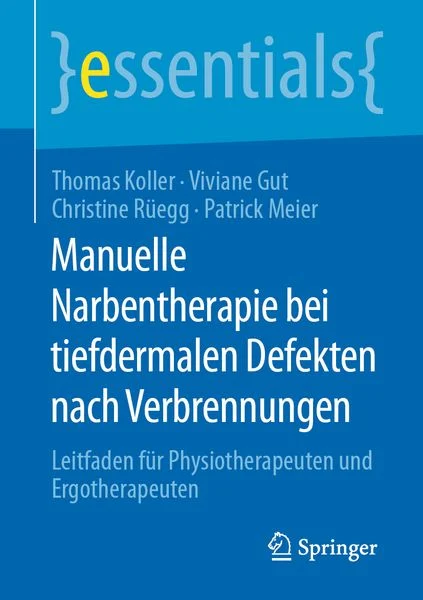 }essentials{
Thomas Koller · Viviane Gut
Christine Rüegg · Patrick Meier
Manuelle
Narbentherapie bei
tiefdermalen Defekten
nach Verbrennungen
Leitfaden für Physiotherapeuten und
Ergotherapeuten
Springer